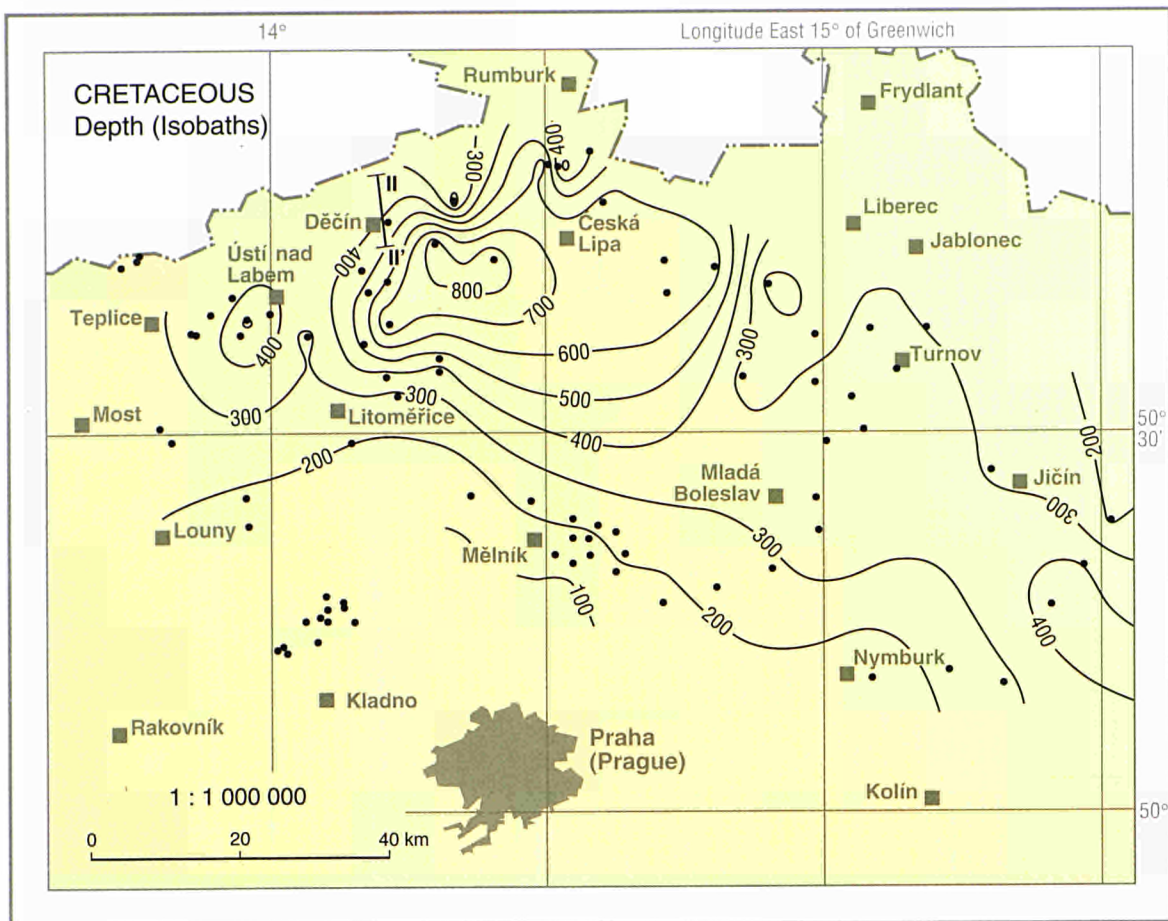 14°
Longitude East 15° of Greenwich
CRETACEOUS
Depth (Isobaths)
Rumburk
Frydlant
400
300
II
Děčín
Česká
Lipa
Liberec
Jablonec
II'
400
Ústí nad
Labem
800
700
Teplice
400
600
300
Turnov
500
300
300
Most
Litoměřice
400
200
50°
30'
200
Mladá
Boleslav
Jičín
300
Louny
Mělník
300
100
200
400
Nymburk
Kladno
Rakovník
Praha
(Prague)
1 : 1 000 000
Kolín
50°
0 20 40 km